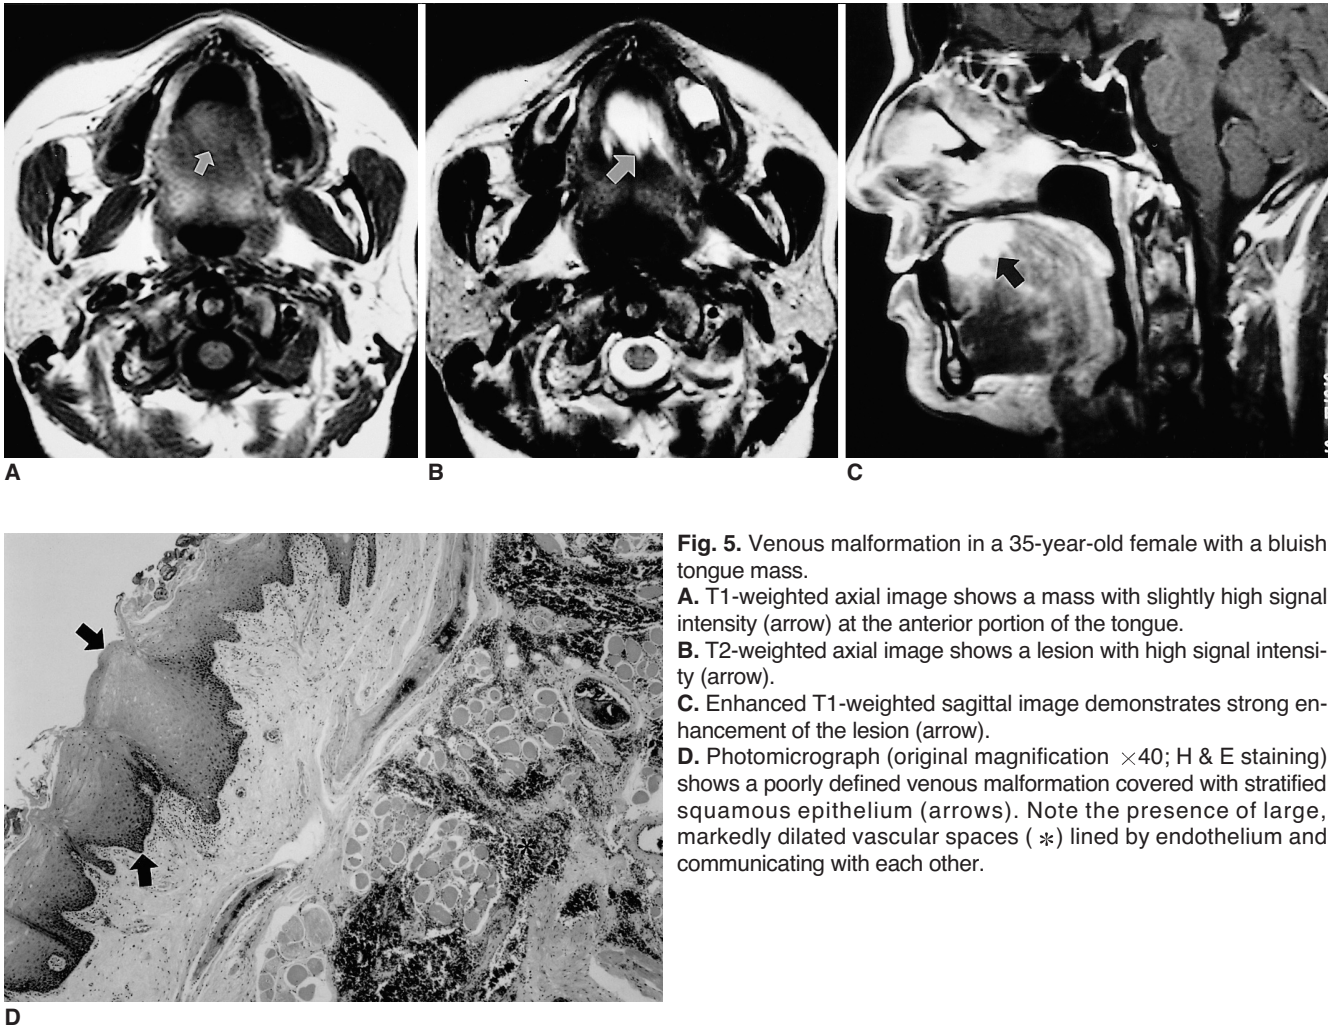 A
B
C
Fig. 5. Venous malformation in a 35-year-old female with a bluish
tongue mass.
A. T1-weighted axial image shows a mass with slightly high signal
intensity (arrow) at the anterior portion of the tongue.
B. T2-weighted axial image shows a lesion with high signal intensi-
ty (arrow).
C. Enhanced T1-weighted sagittal image demonstrates strong en-
hancement of the lesion (arrow).
D. Photomicrograph (original magnification ×40; H & E staining)
shows a poorly defined venous malformation covered with stratified
squamous epithelium (arrows). Note the presence of large,
markedly dilated vascular spaces ( * ) lined by endothelium and
communicating with each other.
*
D